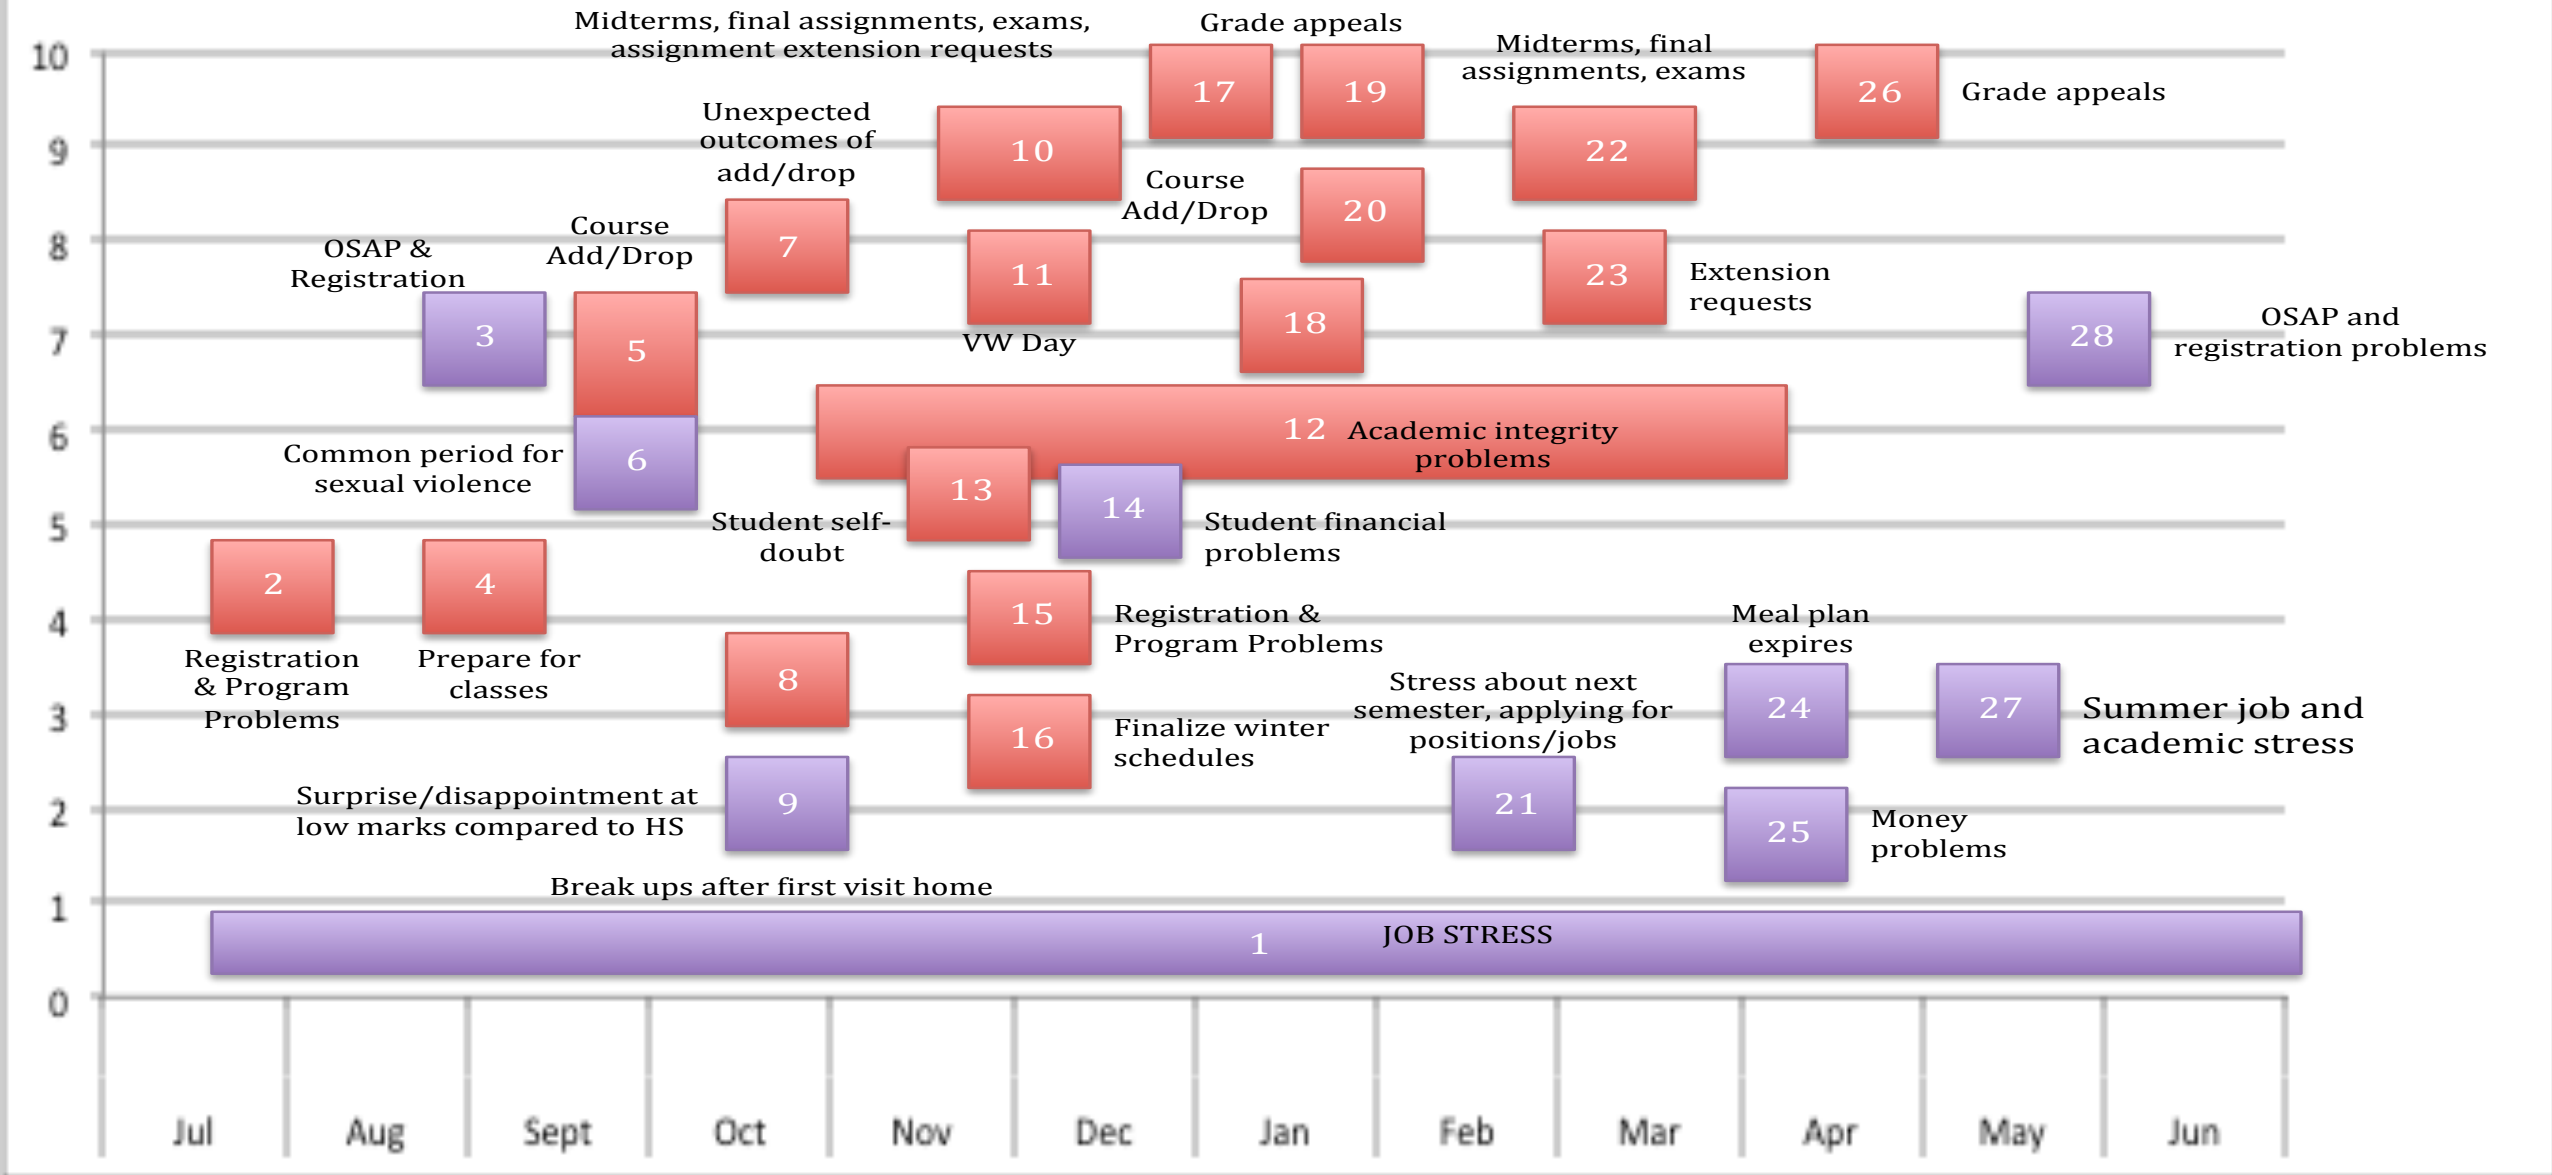 Midterms, final assignments, exams,
assignment extension requests
Grade appeals
Midterms, final
assignments, exams
10
17
19
26
Grade appeals
Unexpected
outcomes of
add/drop
9
10
22
Course
Add/Drop
20
Course
Add/Drop
OSAP &
Registration
8
7
11
23
Extension
requests
VW Day
18
7
3
5
28
OSAP and
registration problems
6
12
Academic integrity
problems
Common period for
sexual violence
6
13
14
5
Student self-
doubt
Student financial
problems
2
4
4
15
Registration &
Program Problems
Meal plan
expires
Registration
& Program
Problems
Prepare for
classes
8
Stress about next
semester, applying for
positions/jobs
3
16
Finalize winter
schedules
24
27
Summer job and
academic stress
2
Surprise/disappointment at
low marks compared to HS
9
21
25
Money
problems
Break ups after first visit home
1
1
JOB STRESS
0
Jul
Aug
Sept
Oct
Nov
Dec
Jan
Feb
Mar
Apr
May
Jun